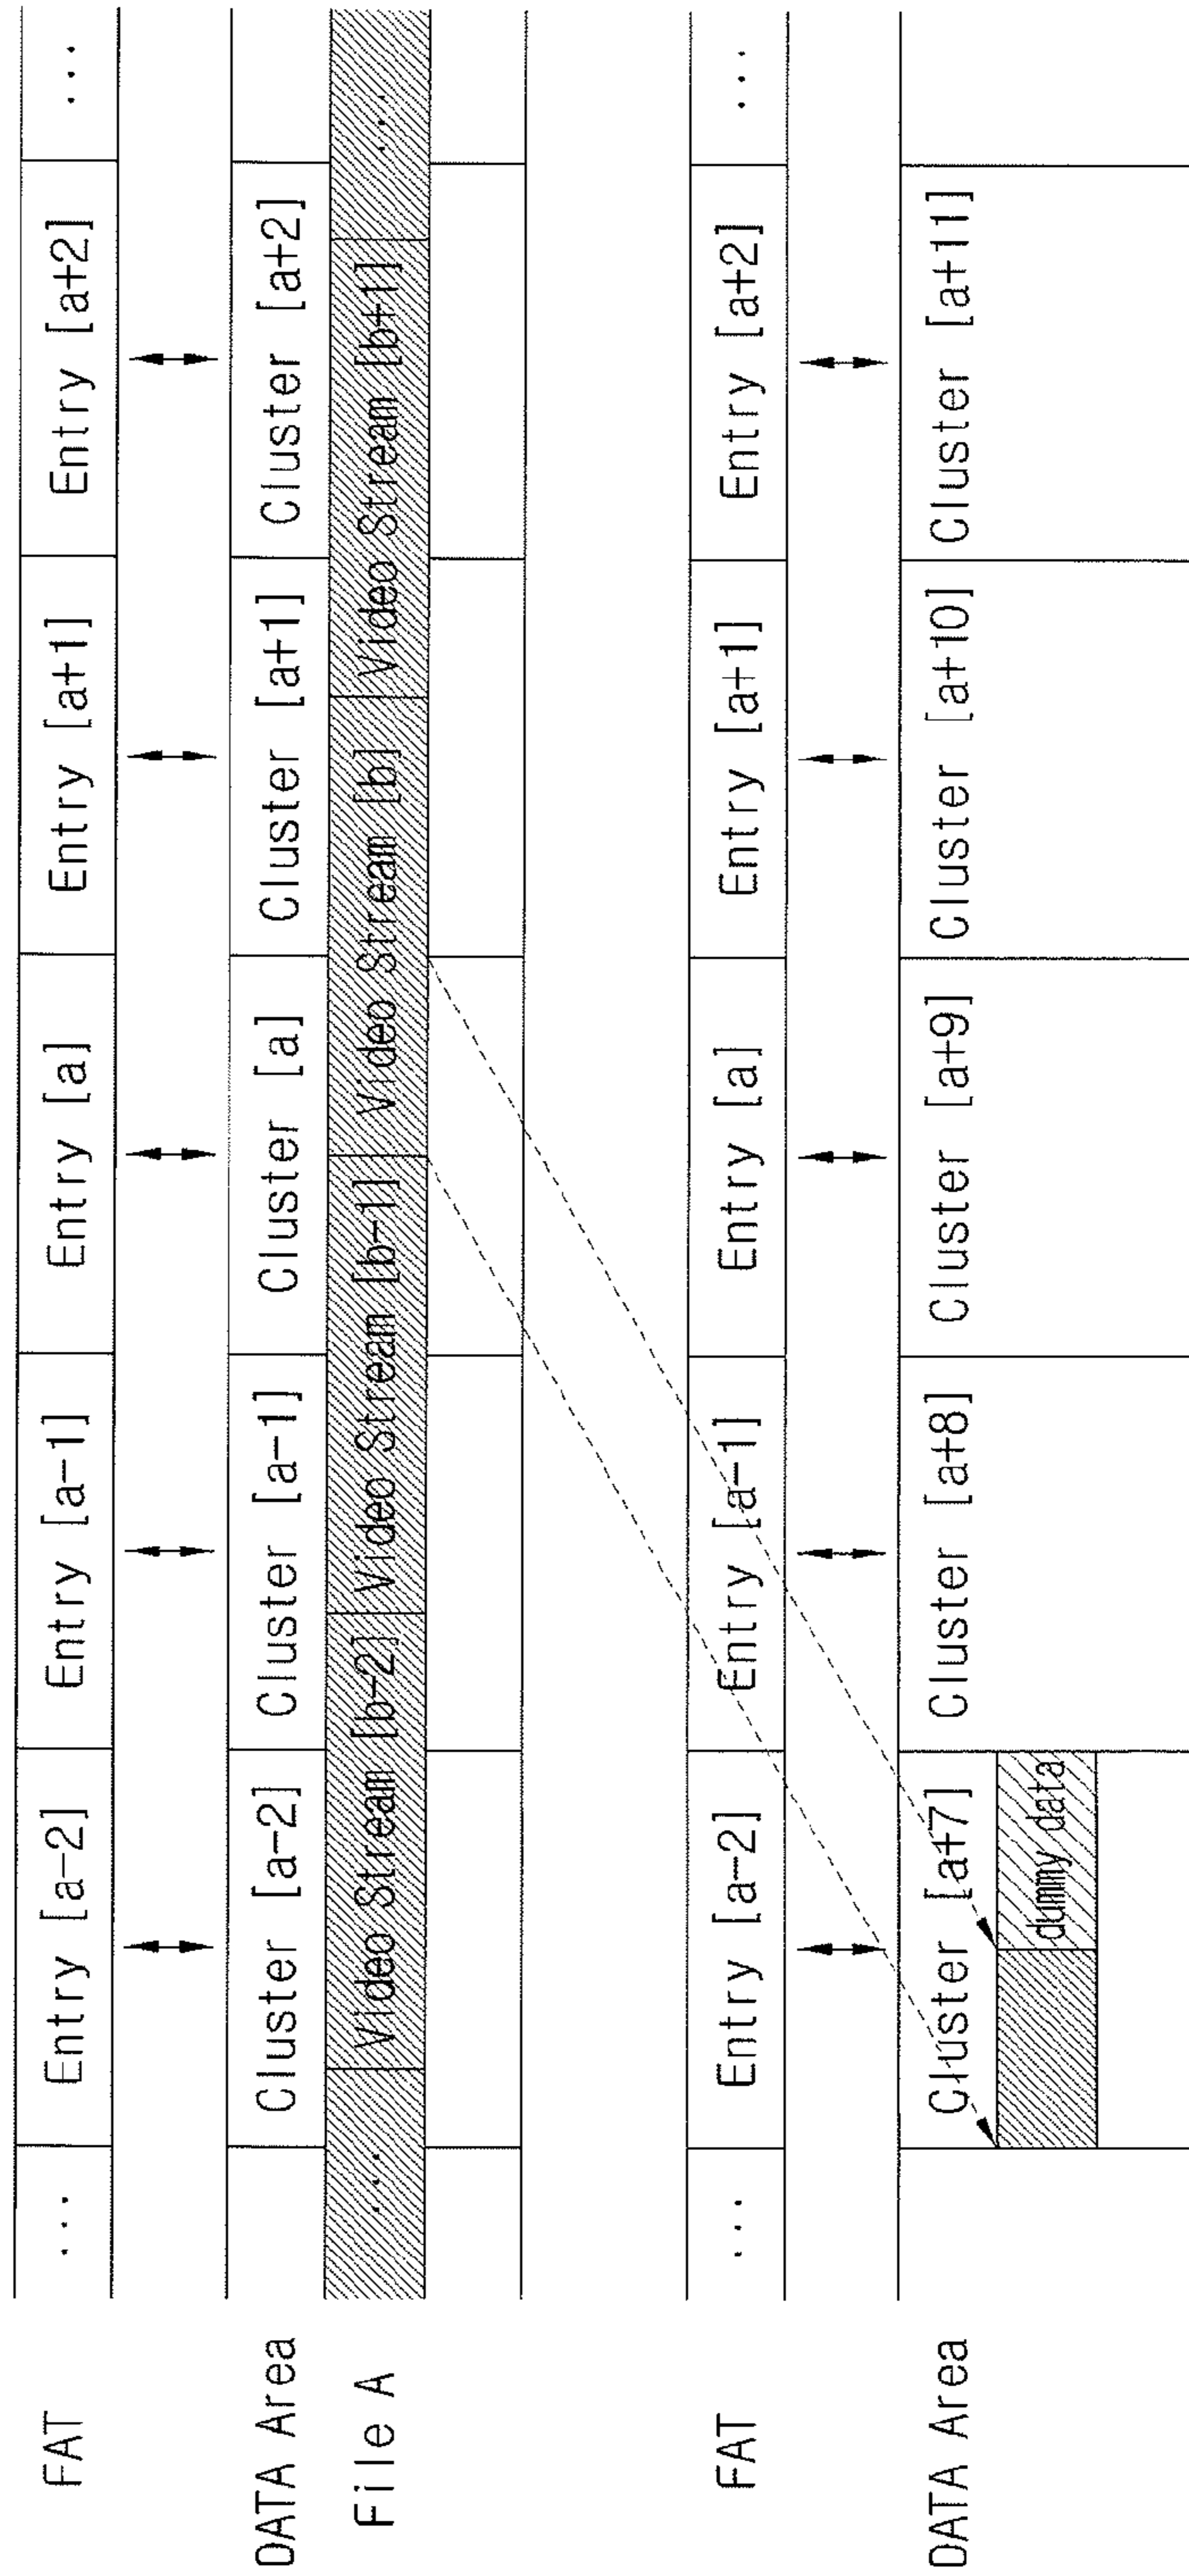 FAT ... Entry [a-2] Entry [a-1] Entry [a] Entry [a+1] Entry [a+2] ...
DATA Area Cluster [a-2] Cluster [a-1] Cluster [a] Cluster [a+1] Cluster [a+2]
File A ... Video Stream [b-2] Video Stream [b-1] Video Stream [b] Video Stream [b+1] ...
FAT ... Entry [a-2] Entry [a-1] Entry [a] Entry [a+1] Entry [a+2] ...
DATA Area Cluster [a+7] Cluster [a+8] Cluster [a+9] Cluster [a+10] Cluster [a+11]
dummy data